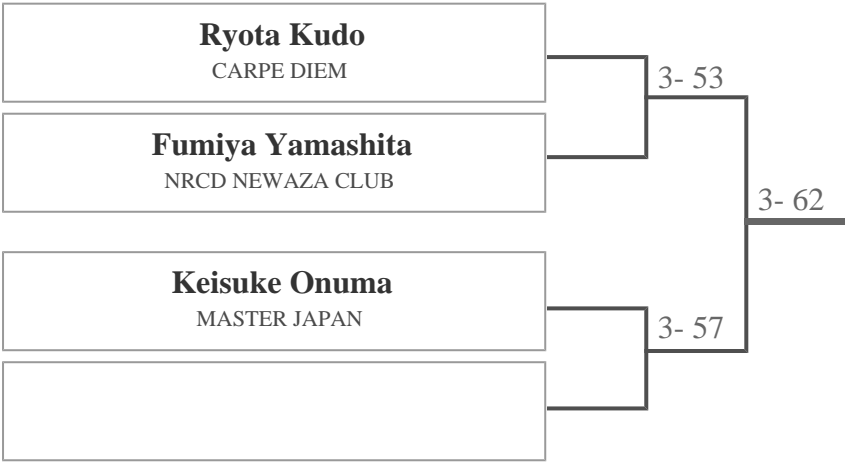 Ryota Kudo
CARPE DIEM
3- 53
Fumiya Yamashita
NRCD NEWAZA CLUB
3- 62
Keisuke Onuma
MASTER JAPAN
3- 57